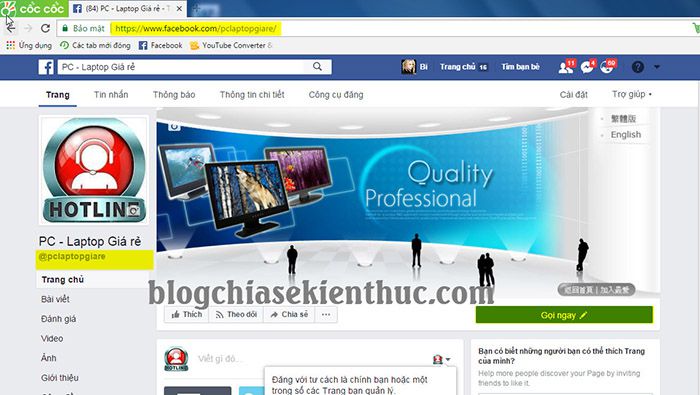 cốc cốc
(84) PC - Laptop Giá rẻ - T
Bảo mật https://www.facebook.com/pclaptopgiare/
Ứng dụng Các tab mới đóng Facebook YouTube Converter &
PC - Laptop Giá rẻ
Bi Trang chủ 16 Tìm bạn bè 11 4 69
Trang Tin nhắn Thông báo Thông tin chi tiết Công cụ đăng Cài đặt Trợ giúp
繁體版
English
Quality
Professional
HOTLINE
PC - Laptop Giá rẻ
@pclaptopgiare
返回首頁 | 加入最愛
blogchiasekienthuc.com
Thích Theo dõi Chia sẻ ... Gọi ngay
Trang chủ
Bài viết
Đánh giá
Video
Ảnh
Giới thiệu
HOTLINE
Viết gì đó...
Đăng với tư cách là chính bạn hoặc một
trong số các Trang bạn quản lý.
Bạn có biết những người bạn có thể thích Trang
của mình?
Help more people discover your Page by inviting
friends to like it.